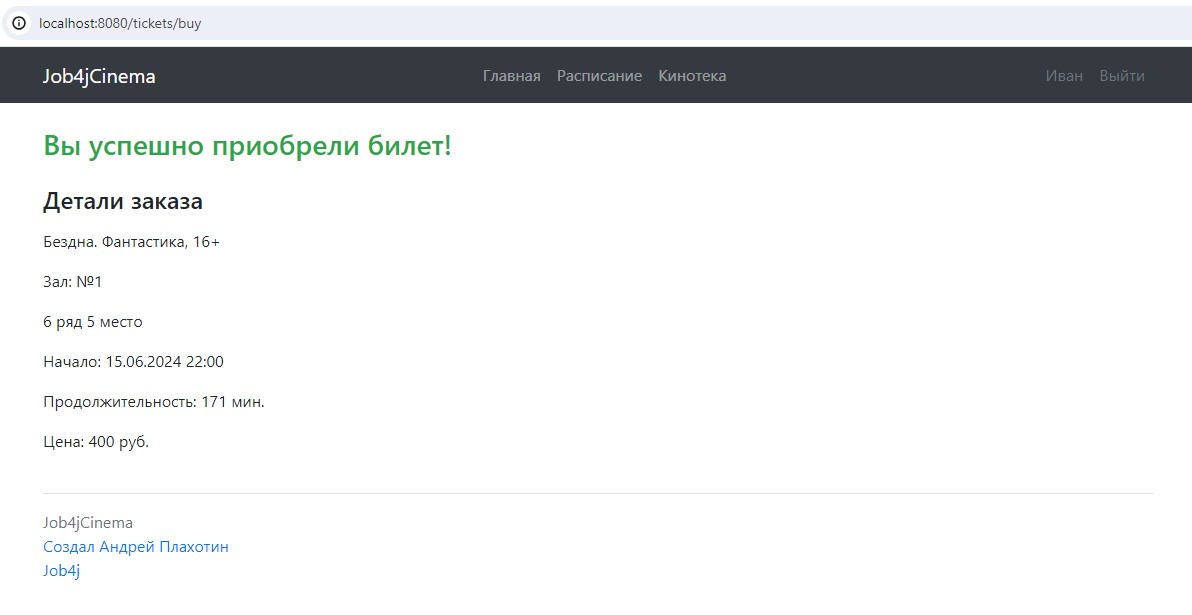 localhost:8080/tickets/buy
Job4jCinema Главная Расписание Кинотека Иван Выйти
Вы успешно приобрели билет!
Детали заказа
Бездна. Фантастика, 16+
Зал: №1
6 ряд 5 место
Начало: 15.06.2024 22:00
Продолжительность: 171 мин.
Цена: 400 руб.
Job4jCinema
Создал Андрей Плахотин
Job4j